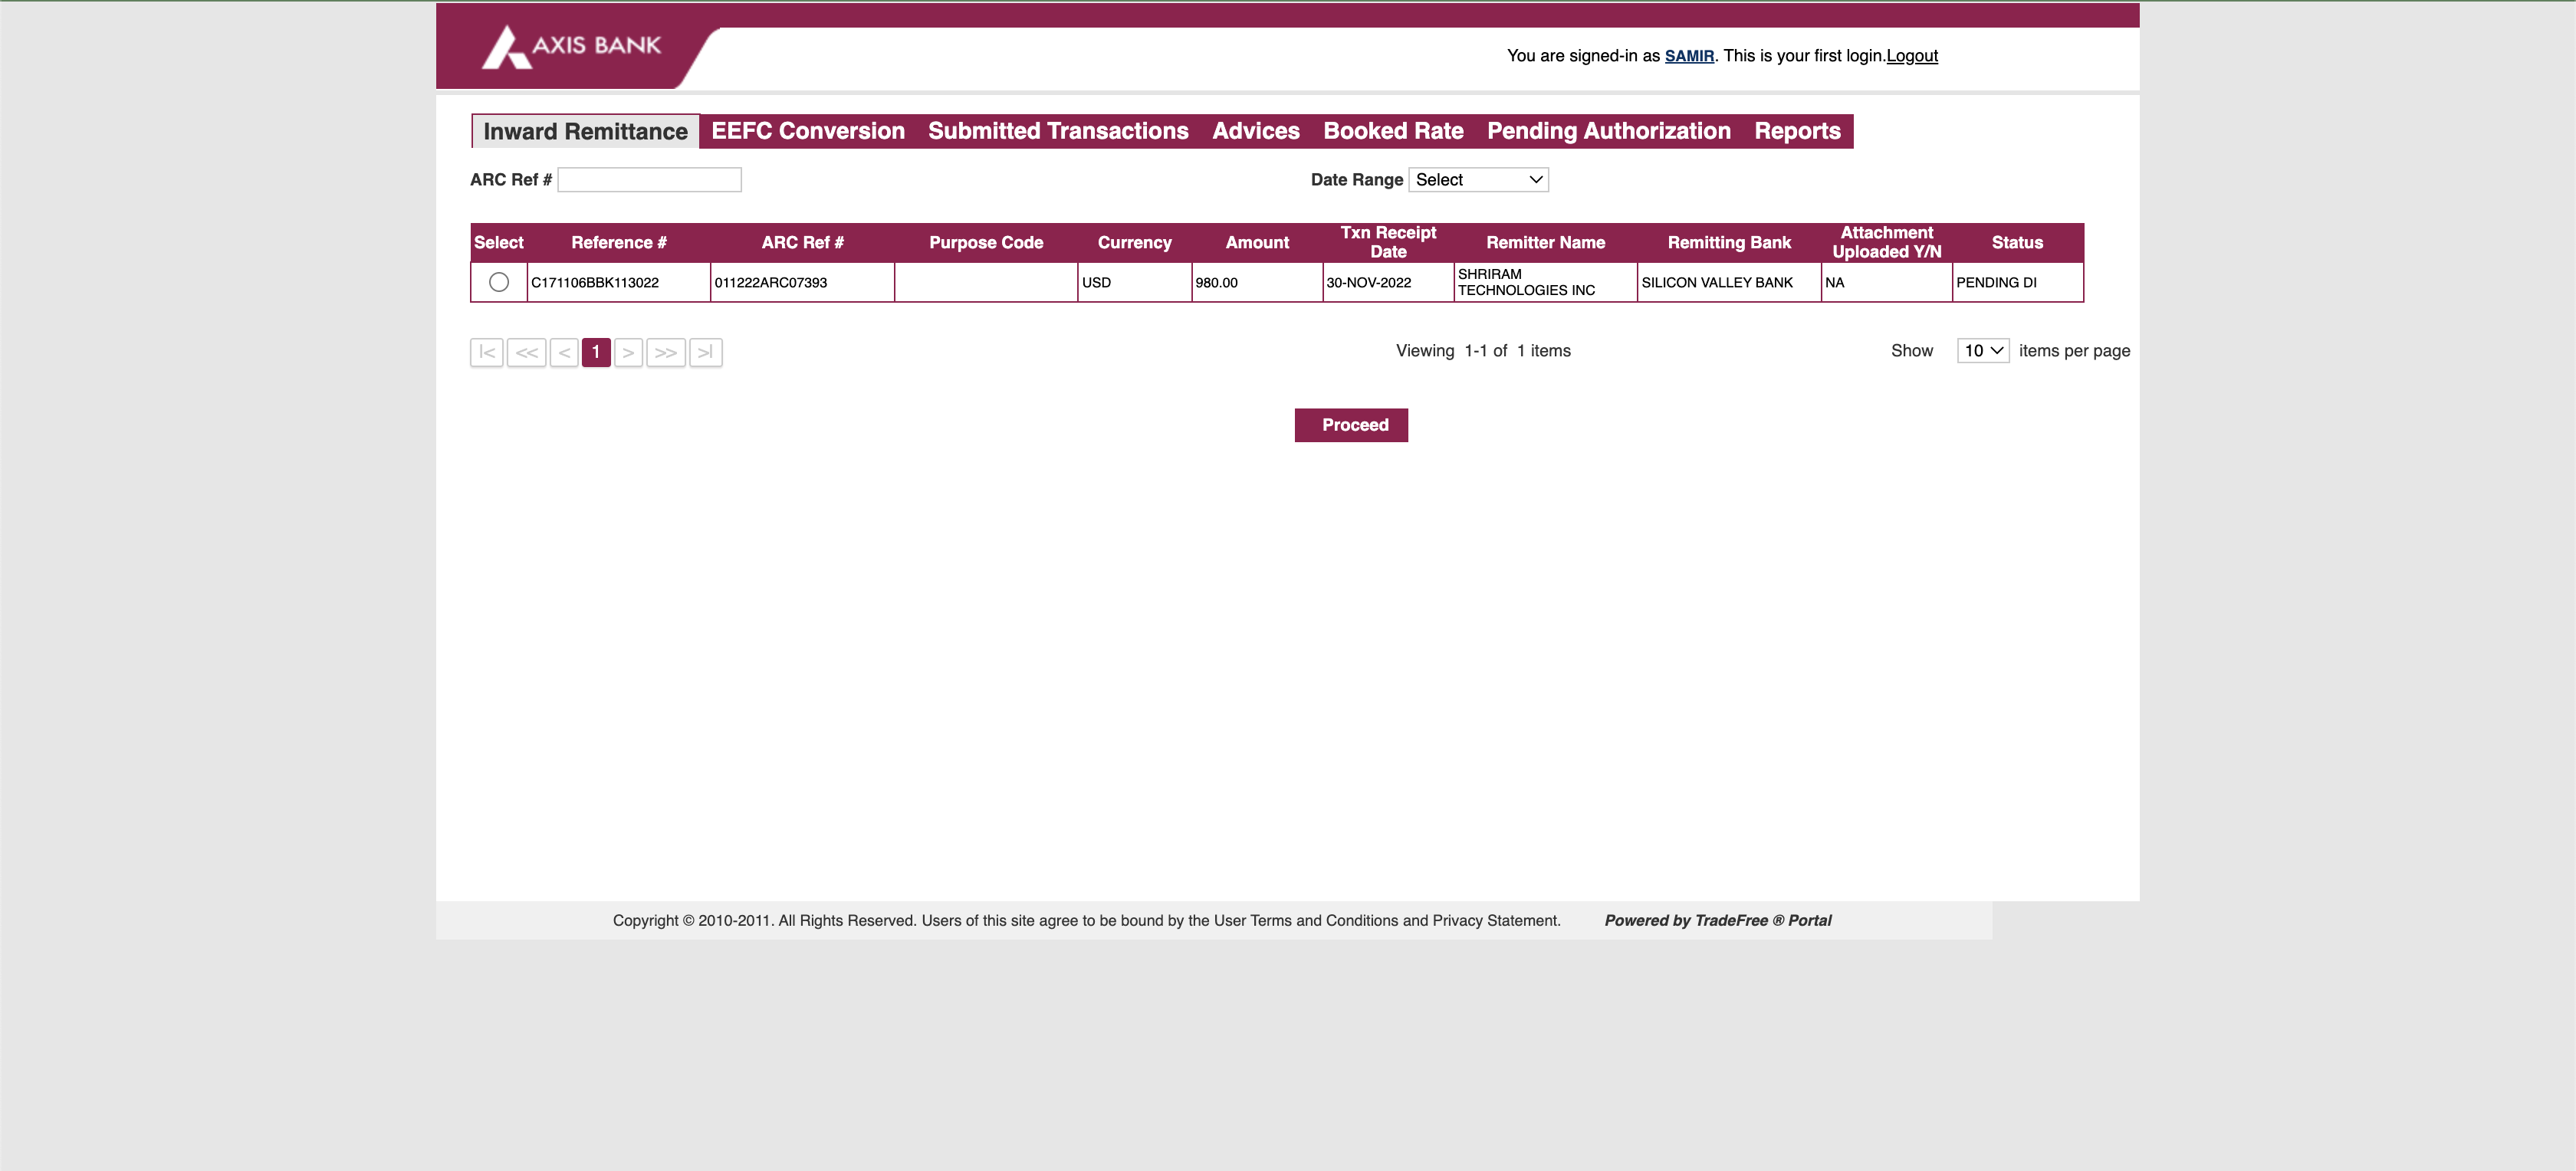 AXIS BANK
You are signed-in as SAMIR. This is your first login.Logout
Inward Remittance EEFC Conversion Submitted Transactions Advices Booked Rate Pending Authorization Reports
ARC Ref # Date Range Select
Select Reference # ARC Ref # Purpose Code Currency Amount Txn Receipt Date Remitter Name Remitting Bank Attachment Uploaded Y/N Status
C171106BBK113022 011222ARC07393 USD 980.00 30-NOV-2022 SHRIRAM TECHNOLOGIES INC SILICON VALLEY BANK NA PENDING DI
|< << < 1 > >> >| Viewing 1-1 of 1 items Show 10 items per page
Proceed
Copyright © 2010-2011. All Rights Reserved. Users of this site agree to be bound by the User Terms and Conditions and Privacy Statement. Powered by TradeFree ® Portal